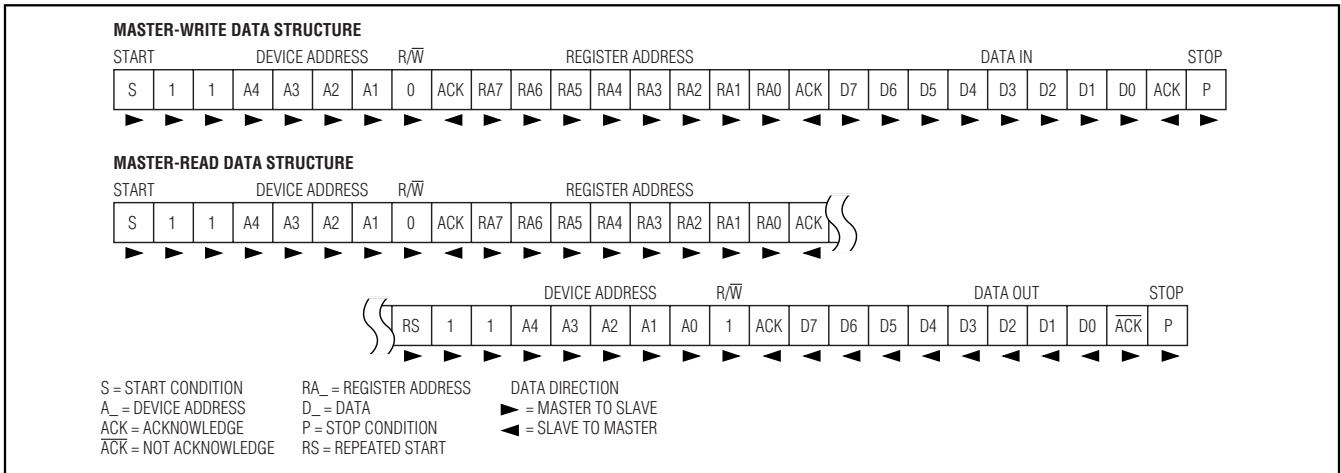 MASTER-WRITE DATA STRUCTURE
START DEVICE ADDRESS R/W̅ REGISTER ADDRESS DATA IN STOP
S 1 1 A4 A3 A2 A1 0 ACK RA7 RA6 RA5 RA4 RA3 RA2 RA1 RA0 ACK D7 D6 D5 D4 D3 D2 D1 D0 ACK P
MASTER-READ DATA STRUCTURE
START DEVICE ADDRESS R/W̅ REGISTER ADDRESS
S 1 1 A4 A3 A2 A1 0 ACK RA7 RA6 RA5 RA4 RA3 RA2 RA1 RA0 ACK
DEVICE ADDRESS R/W̅ DATA OUT STOP
RS 1 1 A4 A3 A2 A1 A0 1 ACK D7 D6 D5 D4 D3 D2 D1 D0 A̅C̅K̅ P
S = START CONDITION RA_ = REGISTER ADDRESS DATA DIRECTION
A_ = DEVICE ADDRESS D_ = DATA ► = MASTER TO SLAVE
ACK = ACKNOWLEDGE P = STOP CONDITION ◄ = SLAVE TO MASTER
A̅C̅K̅ = NOT ACKNOWLEDGE RS = REPEATED START